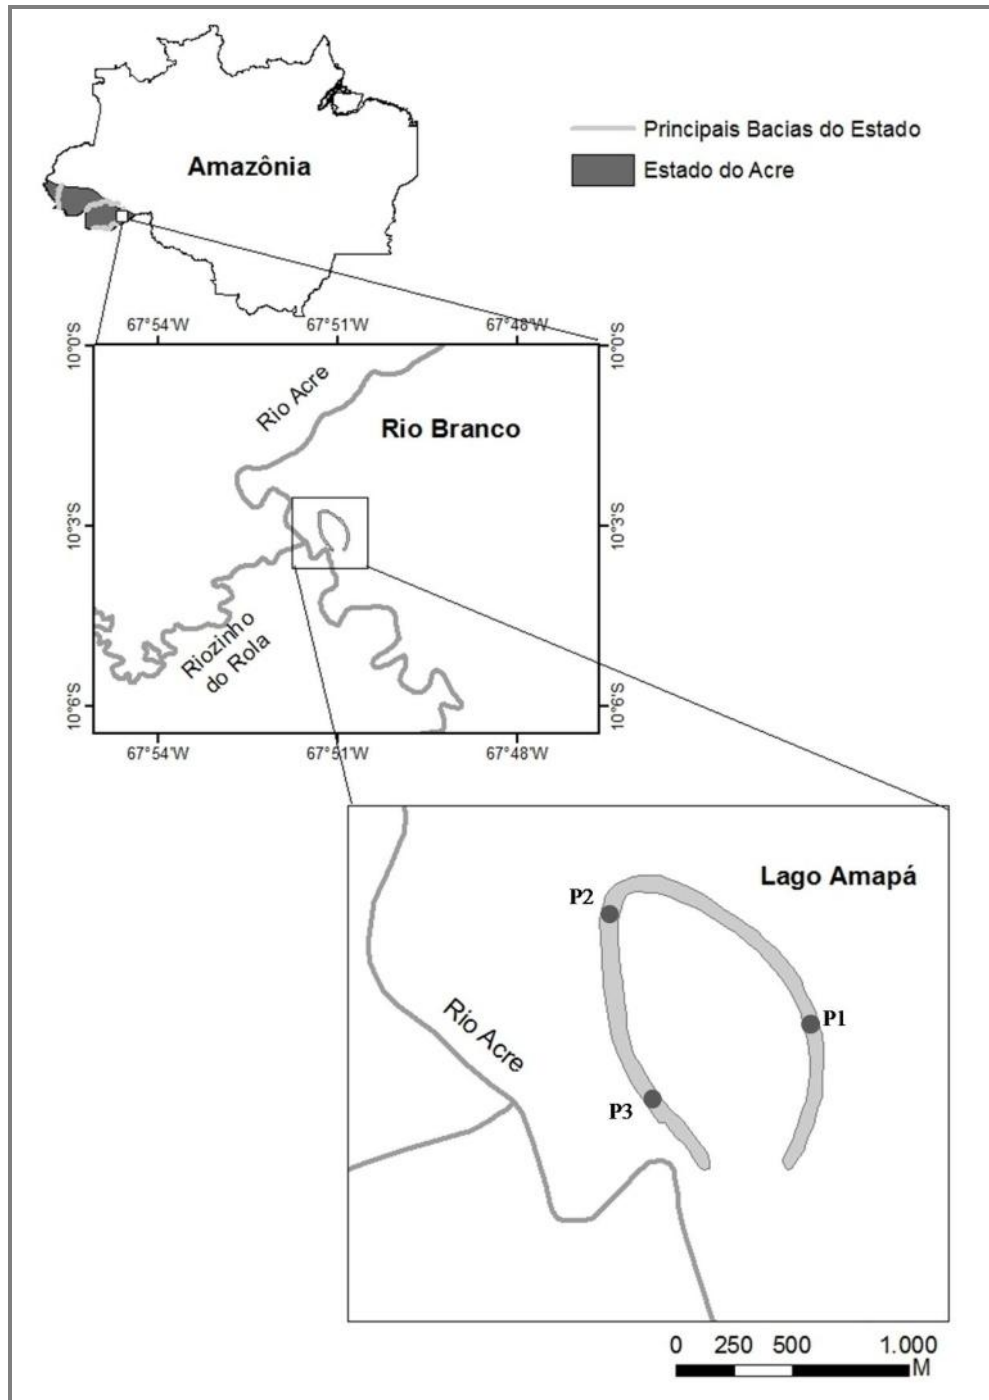 Principais Bacias do Estado
Estado do Acre
Amazônia
67°54'W 67°51'W 67°48'W
10°0'S 10°0'S
Rio Acre
Rio Branco
10°3'S 10°3'S
Riozinho
do Rola
10°6'S 10°6'S
67°54'W 67°51'W 67°48'W
Lago Amapá
P2
P1
Rio Acre
P3
0 250 500 1.000
M